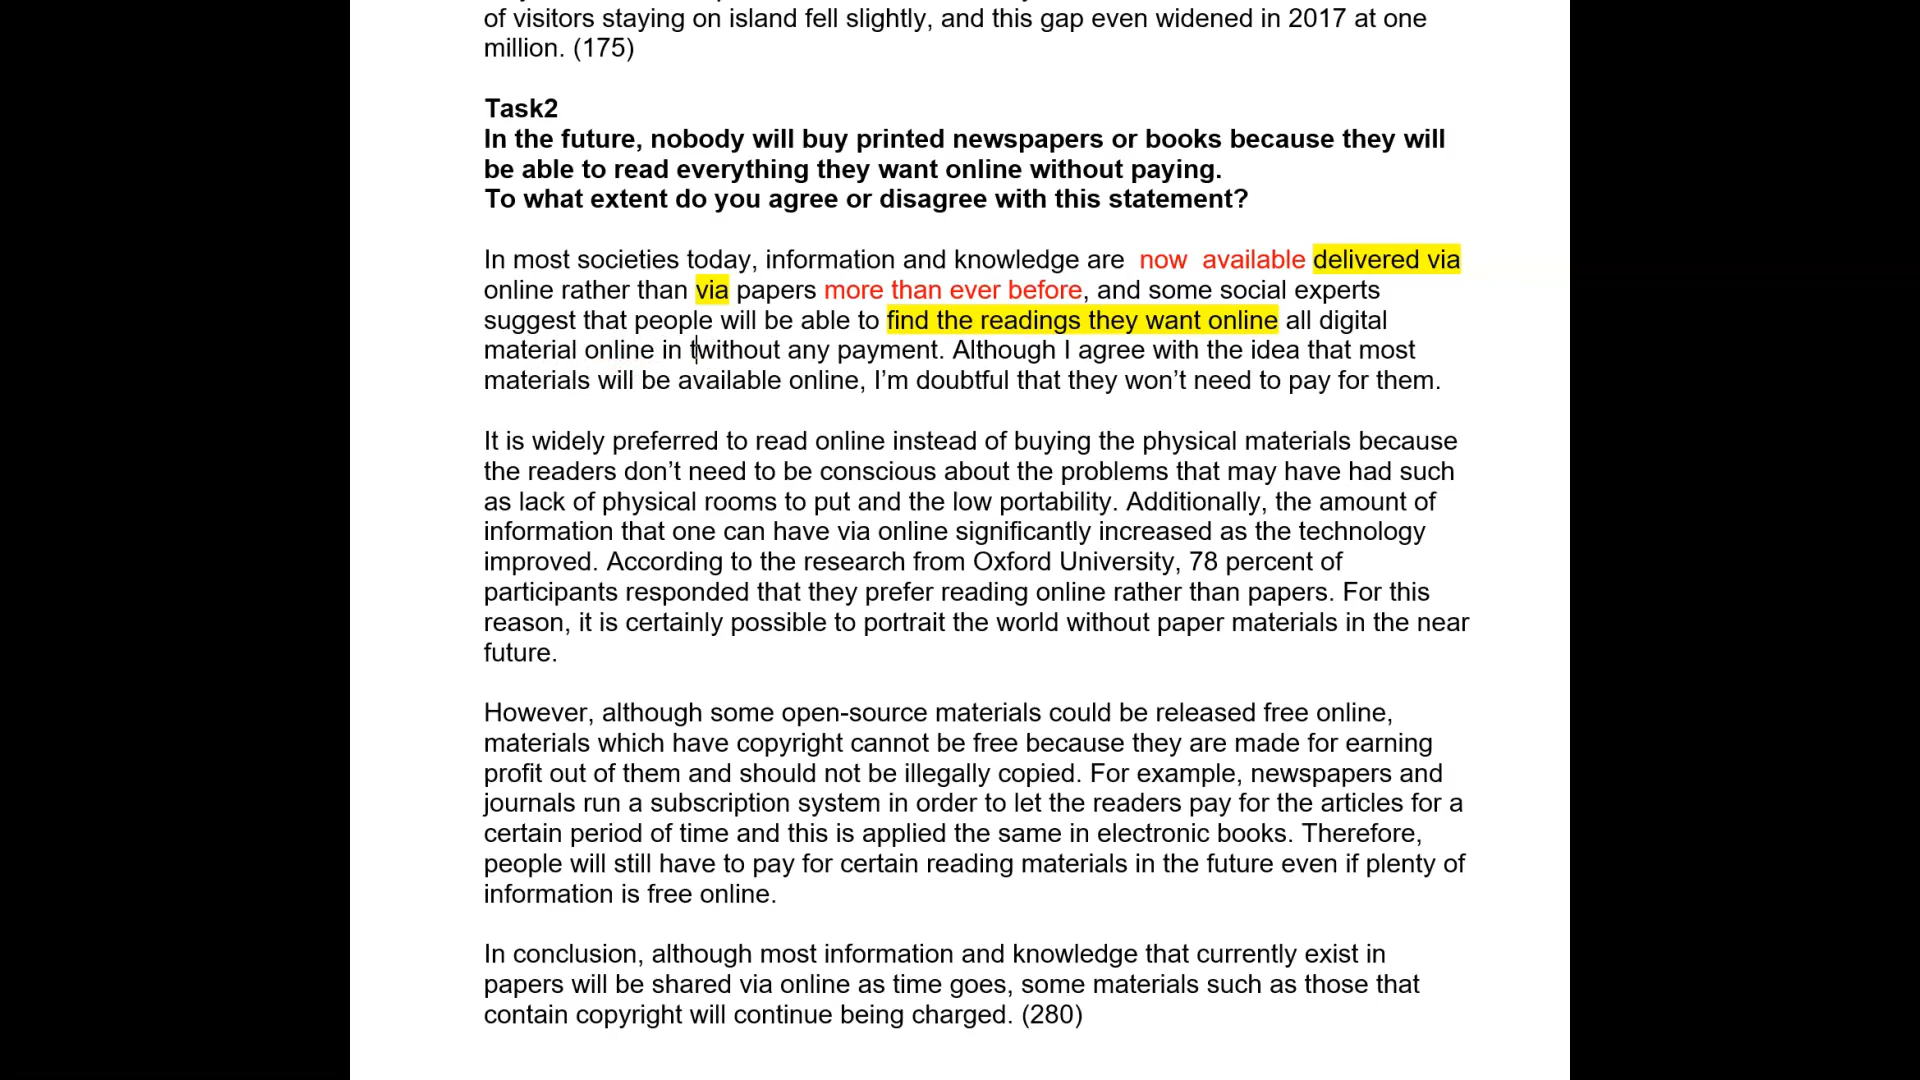 of visitors staying on island fell slightly, and this gap even widened in 2017 at one
million. (175)
Task2
In the future, nobody will buy printed newspapers or books because they will
be able to read everything they want online without paying.
To what extent do you agree or disagree with this statement?
In most societies today, information and knowledge are now available delivered via
online rather than via papers more than ever before, and some social experts
suggest that people will be able to find the readings they want online all digital
material online in twithout any payment. Although I agree with the idea that most
materials will be available online, I’m doubtful that they won’t need to pay for them.
It is widely preferred to read online instead of buying the physical materials because
the readers don’t need to be conscious about the problems that may have had such
as lack of physical rooms to put and the low portability. Additionally, the amount of
information that one can have via online significantly increased as the technology
improved. According to the research from Oxford University, 78 percent of
participants responded that they prefer reading online rather than papers. For this
reason, it is certainly possible to portrait the world without paper materials in the near
future.
However, although some open-source materials could be released free online,
materials which have copyright cannot be free because they are made for earning
profit out of them and should not be illegally copied. For example, newspapers and
journals run a subscription system in order to let the readers pay for the articles for a
certain period of time and this is applied the same in electronic books. Therefore,
people will still have to pay for certain reading materials in the future even if plenty of
information is free online.
In conclusion, although most information and knowledge that currently exist in
papers will be shared via online as time goes, some materials such as those that
contain copyright will continue being charged. (280)